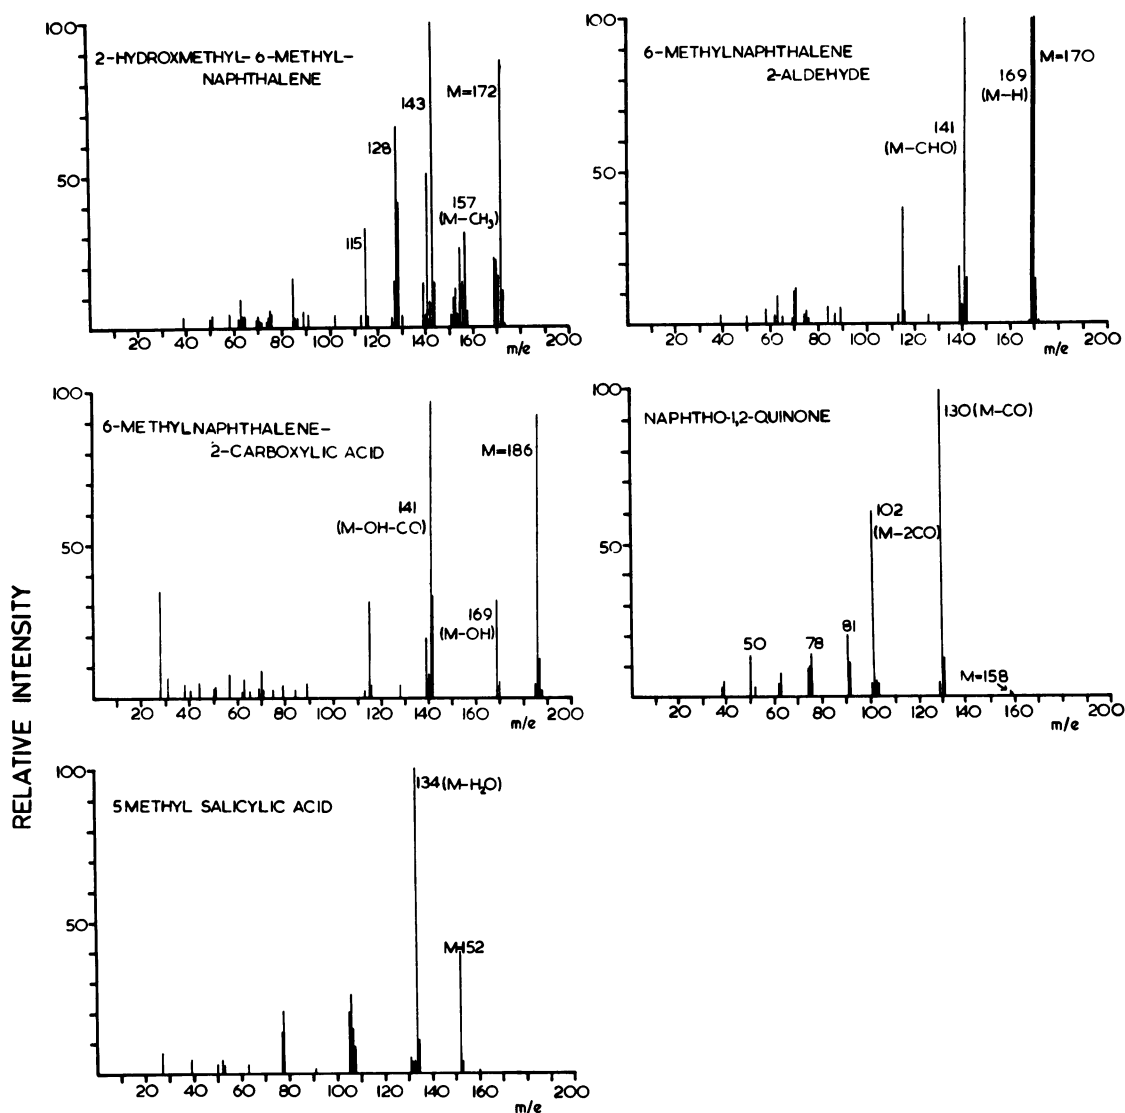 RELATIVE INTENSITY
2-HYDROXMETHYL-6-METHYL-
NAPHTHALENE
100
50
115
128
143
157
(M-CH3)
M=172
20 40 60 80 100 120 140 160 200
m/e
6-METHYLNAPHTHALENE
2-ALDEHYDE
100
50
141
(M-CHO)
169
(M-H)
M=170
20 40 60 80 100 120 140 160 200
m/e
6-METHYLNAPHTHALENE-
2-CARBOXYLIC ACID
100
50
141
(M-OH-CO)
169
(M-OH)
M=186
20 40 60 80 100 120 140 160 200
m/e
NAPHTHO-1,2-QUINONE
100
50
50
78
81
102
(M-2CO)
130(M-CO)
M=158
20 40 60 80 100 120 140 160 200
m/e
5METHYL SALICYLIC ACID
100
50
134(M-H2O)
M=152
20 40 60 80 100 120 140 160 200
m/e